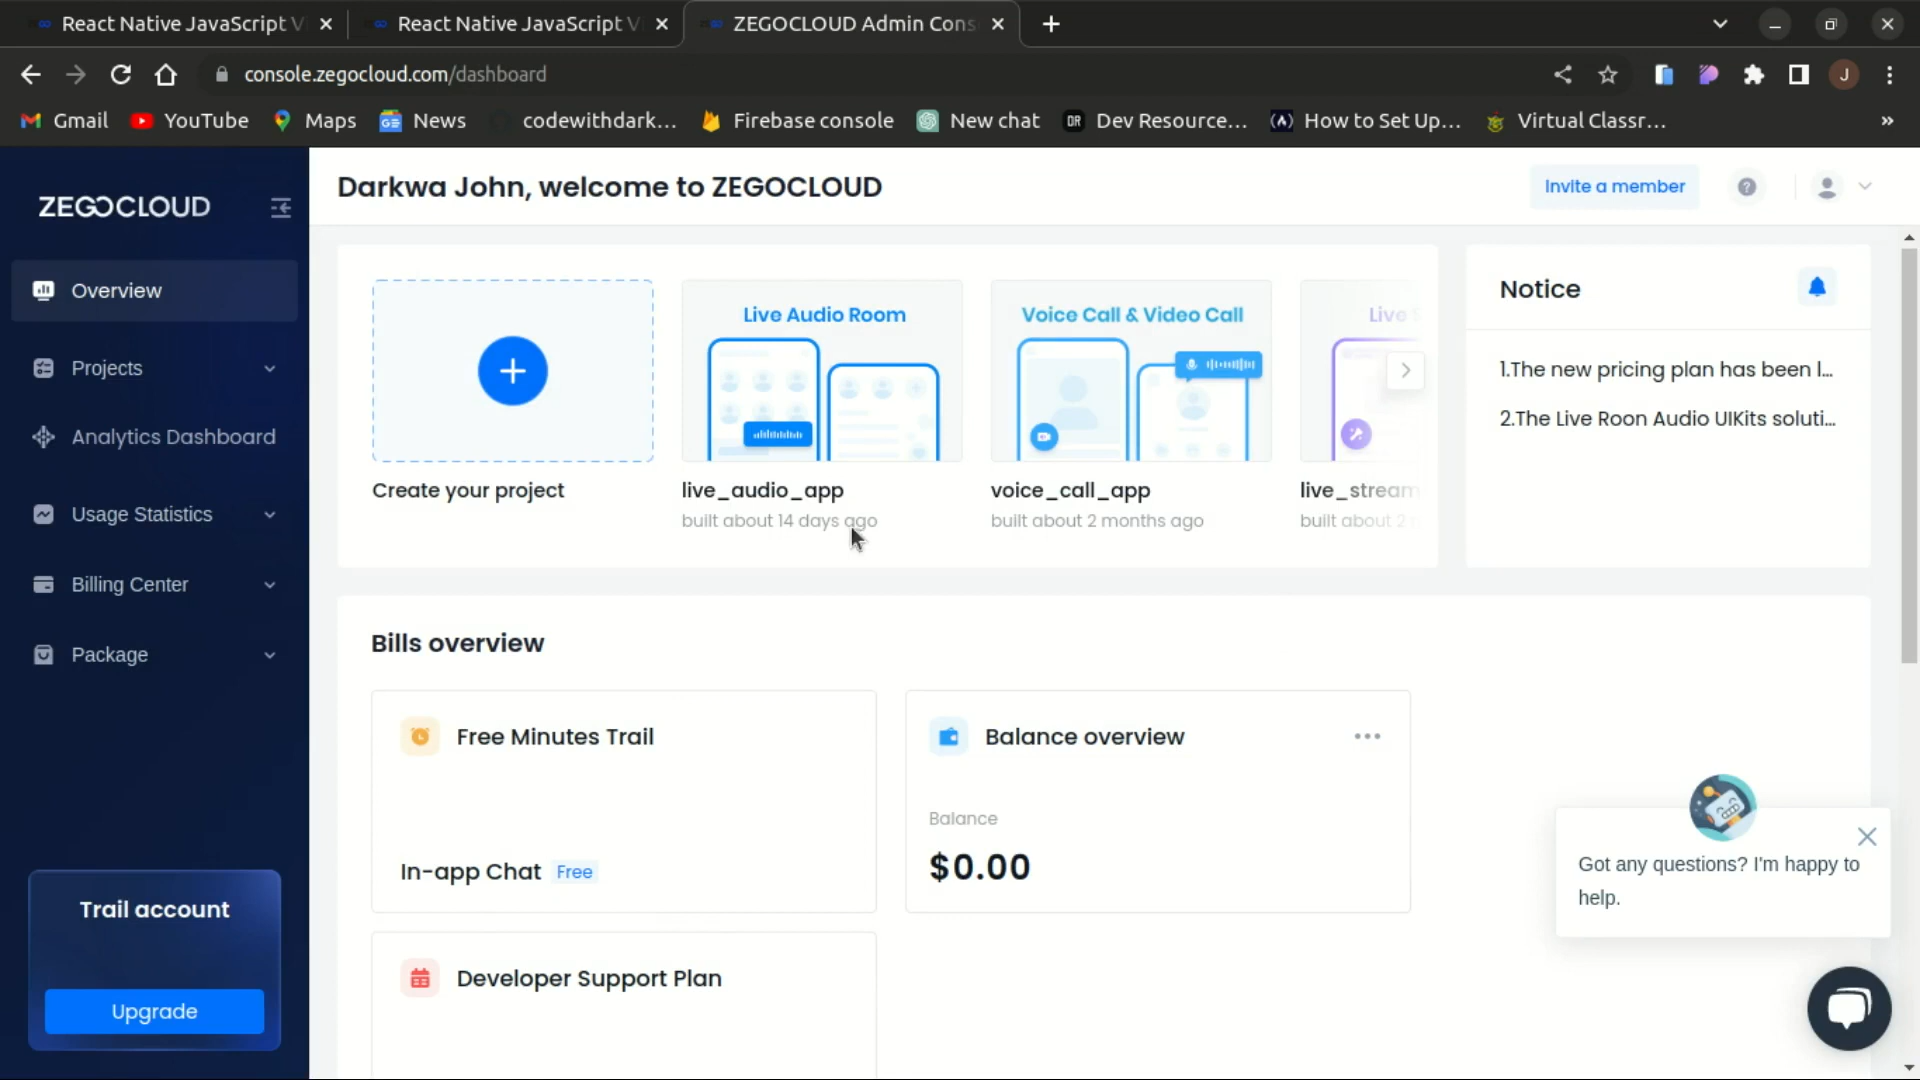 React Native JavaScript V
React Native JavaScript V
ZEGOCLOUD Admin Cons
console.zegocloud.com/dashboard
J
Gmail
YouTube
Maps
News
codewithdark...
Firebase console
New chat
DR
Dev Resource...
How to Set Up,...
Virtual Classr...
»
ZEGOCLOUD
Overview
Projects
Analytics Dashboard
Usage Statistics
Billing Center
Package
Trail account
Upgrade
Darkwa John, welcome to ZEGOCLOUD
Invite a member
?
Create your project
Live Audio Room
live_audio_app
built about 14 days ago
Voice Call & Video Call
voice_call_app
built about 2 months ago
Live S
live_stream
built about 2
Notice
1.The new pricing plan has been l...
2.The Live Roon Audio UIKits soluti...
Bills overview
Free Minutes Trail
In-app Chat Free
Balance overview
Balance
$0.00
Developer Support Plan
Got any questions? I'm happy to
help.